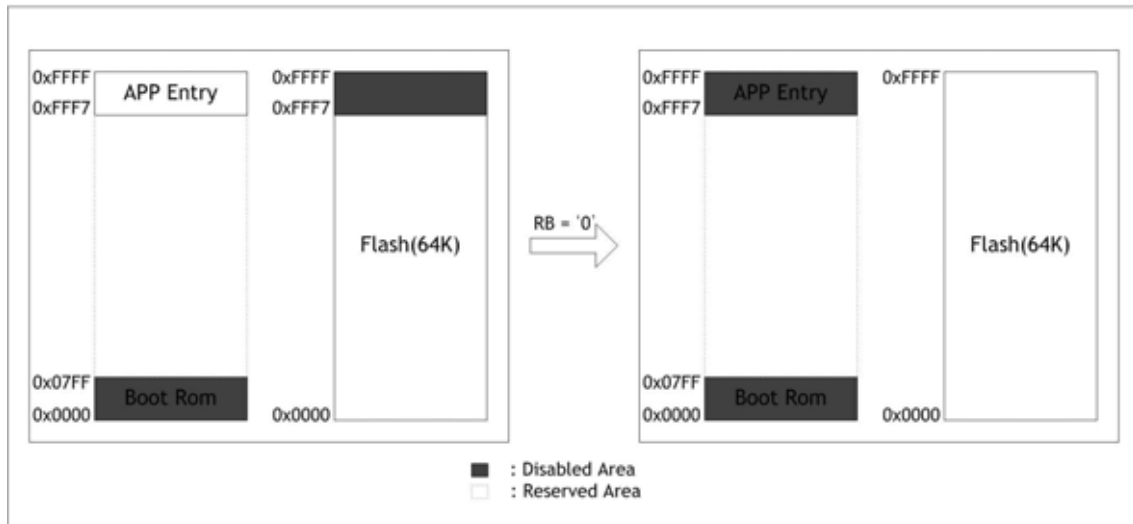 0xFFFF
APP Entry
0xFFF7
0x07FF
Boot Rom
0x0000
0xFFFF
0xFFF7
Flash(64K)
0x0000
RB = '0'
0xFFFF
APP Entry
0xFFF7
0x07FF
Boot Rom
0x0000
0xFFFF
Flash(64K)
0x0000
: Disabled Area
: Reserved Area